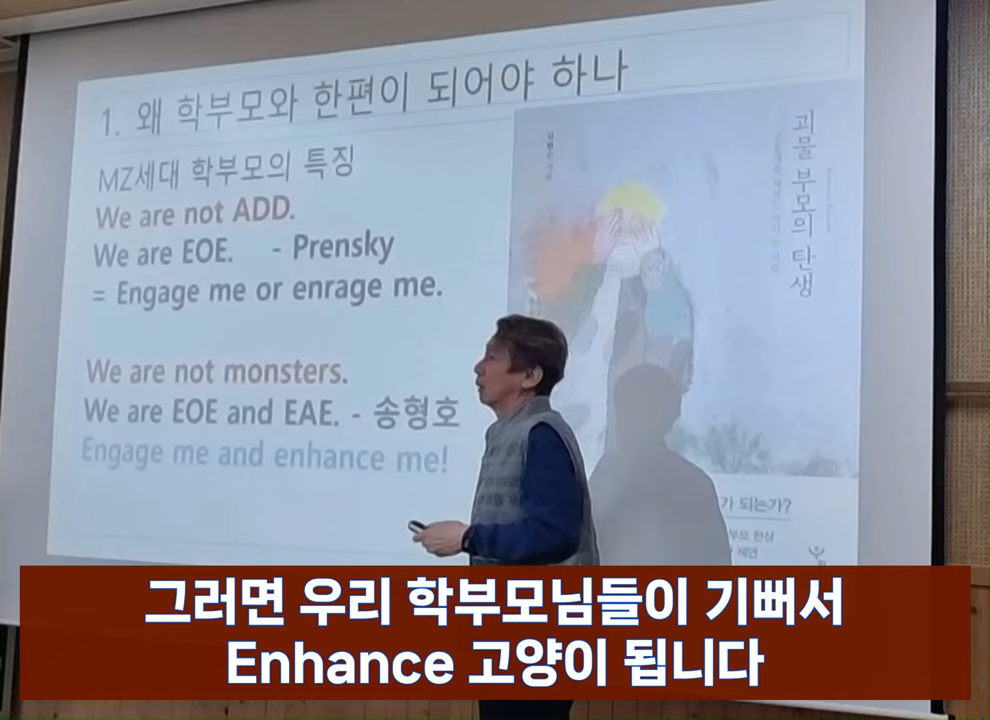 1. 왜 학부모와 한편이 되어야 하나
MZ세대 학부모의 특징
We are not ADD.
We are EOE. - Prensky
= Engage me or enrage me.
We are not monsters.
We are EOE and EAE. - 송형호
Engage me and enhance me!
괴물 부모의 탄생
가 되는가?
부모 현상
그러면 우리 학부모님들이 기뻐서
Enhance 고양이 됩니다